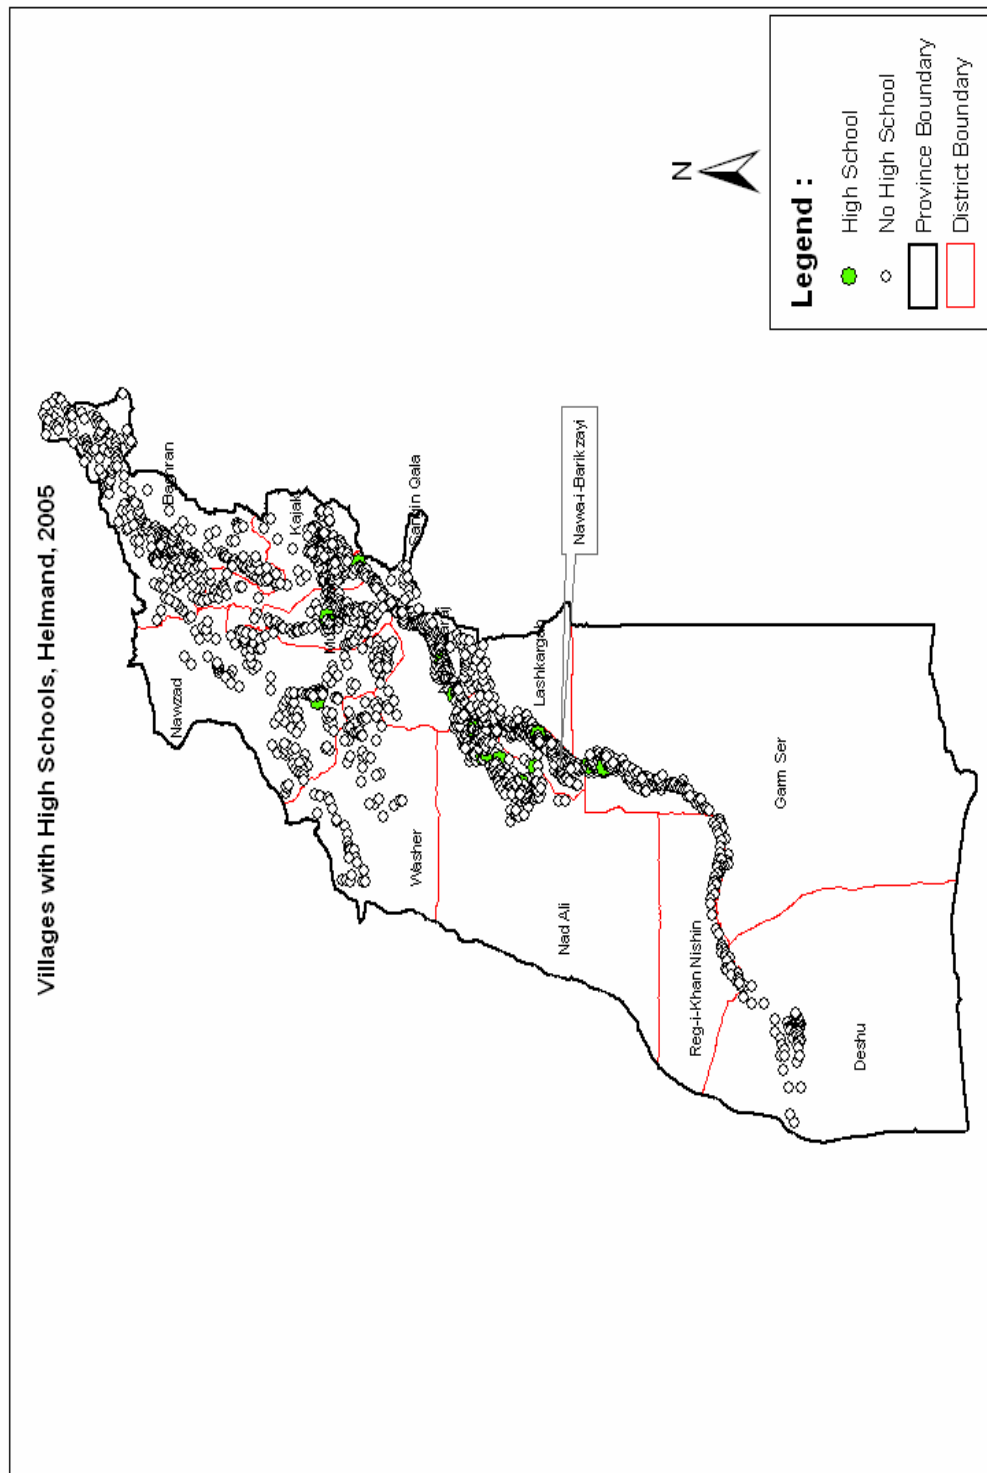 Villages with High Schools, Helmand, 2005
Baghran
Nawzad
Kajaki
Sangin Qala
Washer
Lashkargah
Nawa-i-Barikzayi
Nad Ali
Garm Ser
Reg-i-Khan Nishin
Deshu
N
Legend :
High School
No High School
Province Boundary
District Boundary